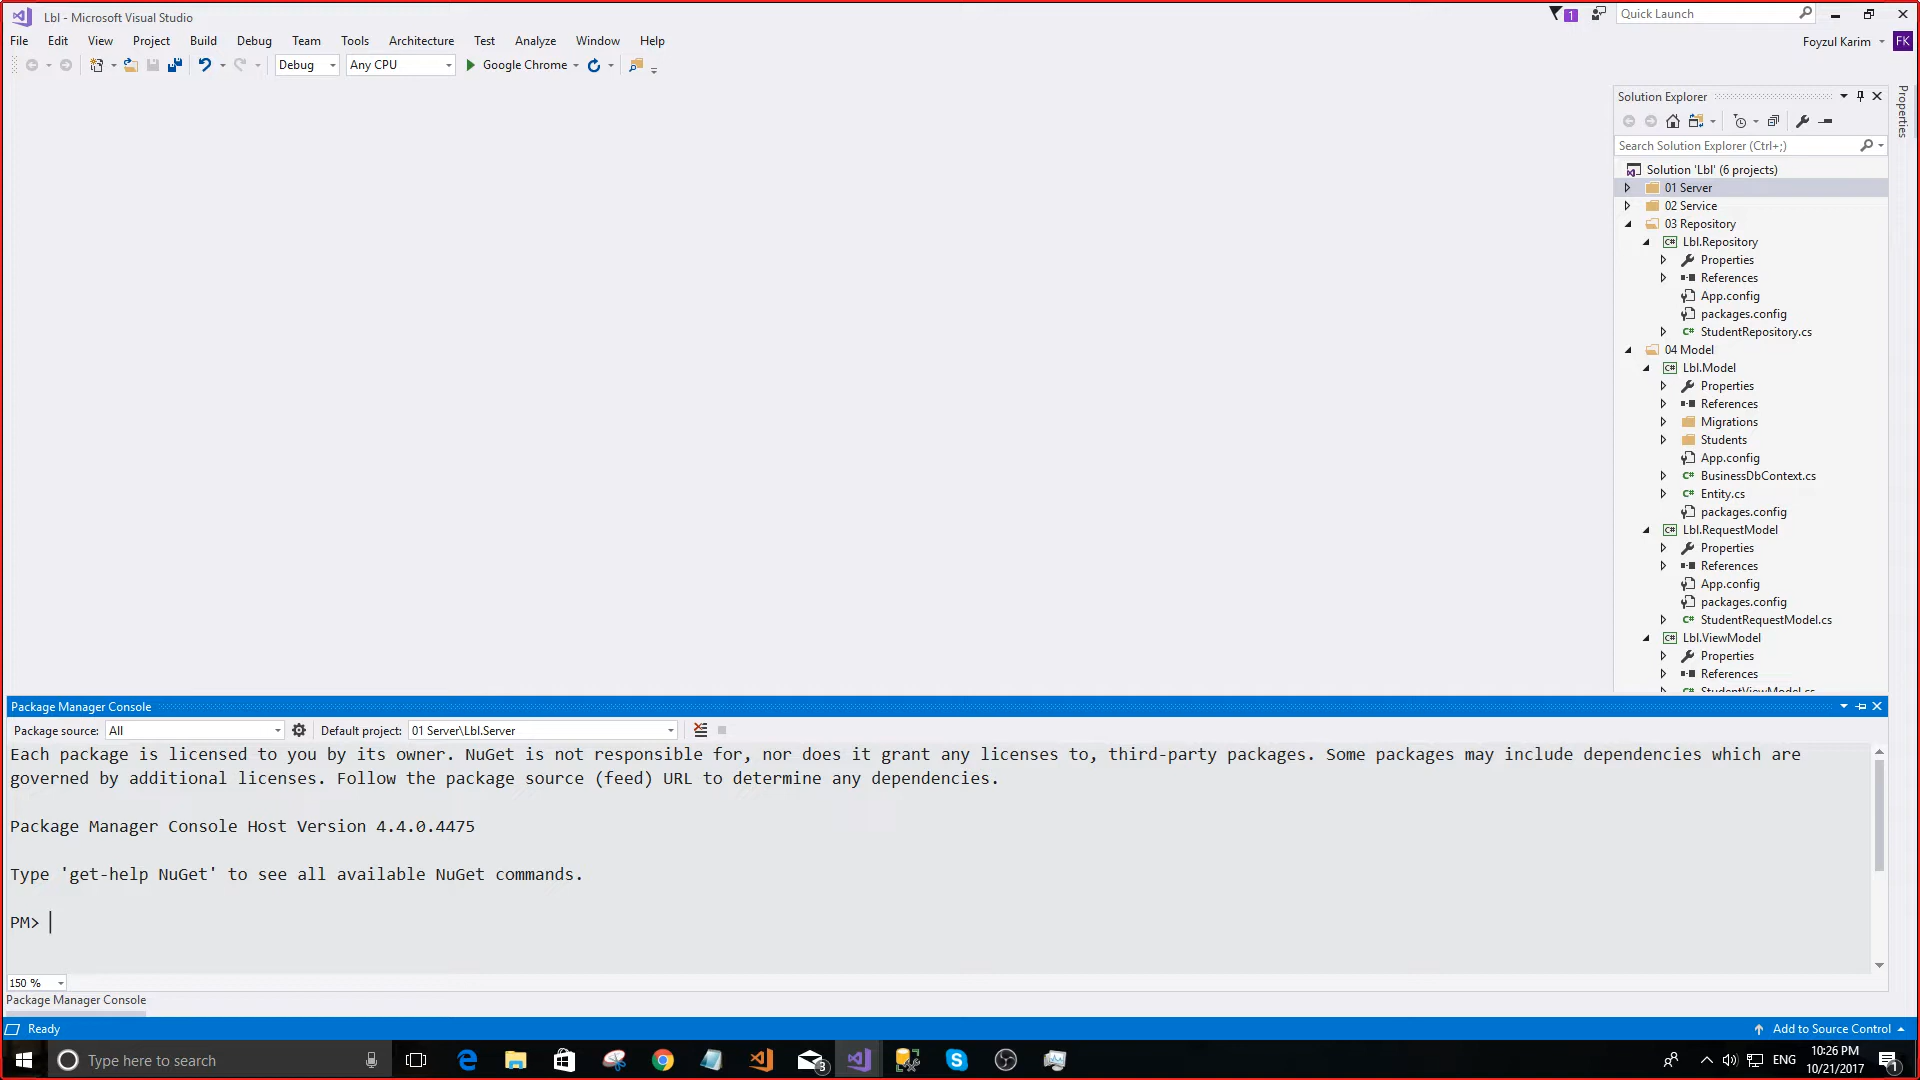 Lbl - Microsoft Visual Studio
1
Quick Launch
File Edit View Project Build Debug Team Tools Architecture Test Analyze Window Help
Foyzul Karim FK
Debug Any CPU Google Chrome
Solution Explorer
Properties
Search Solution Explorer (Ctrl+;)
Solution 'Lbl' (6 projects)
01 Server
02 Service
03 Repository
C# Lbl.Repository
Properties
References
App.config
packages.config
C# StudentRepository.cs
04 Model
C# Lbl.Model
Properties
References
Migrations
Students
App.config
C# BusinessDbContext.cs
C# Entity.cs
packages.config
C# Lbl.RequestModel
Properties
References
App.config
packages.config
C# StudentRequestModel.cs
C# Lbl.ViewModel
Properties
References
C# StudentViewModel.cs
Package Manager Console
Package source: All Default project: 01 Server\Lbl.Server
Each package is licensed to you by its owner. NuGet is not responsible for, nor does it grant any licenses to, third-party packages. Some packages may include dependencies which are
governed by additional licenses. Follow the package source (feed) URL to determine any dependencies.
Package Manager Console Host Version 4.4.0.4475
Type 'get-help NuGet' to see all available NuGet commands.
PM>
150 %
Package Manager Console
Ready
Add to Source Control
Type here to search
3
ENG
10:26 PM
10/21/2017
1